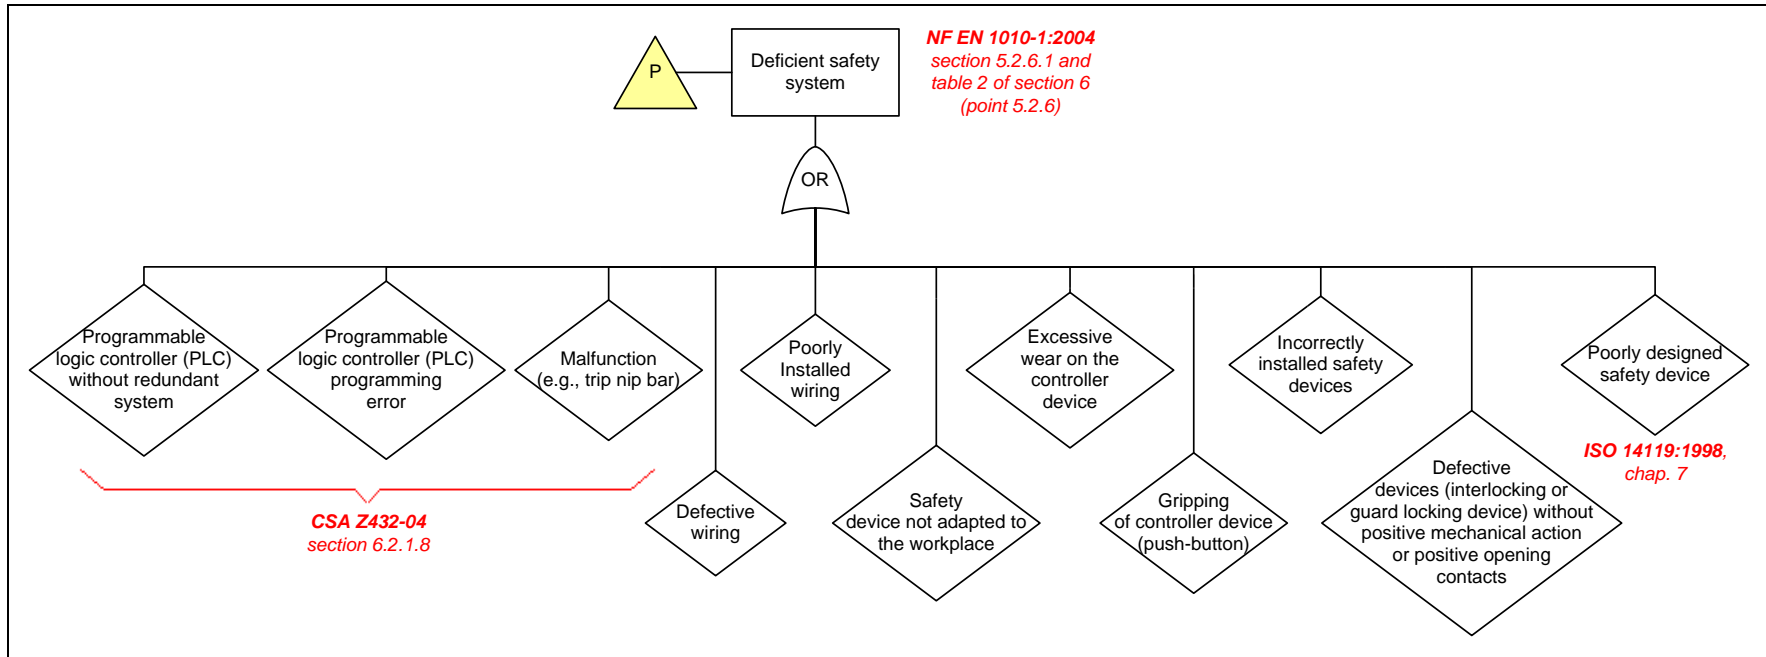 P
Deficient safety
system
NF EN 1010-1:2004
section 5.2.6.1 and
table 2 of section 6
(point 5.2.6)
OR
Programmable
logic controller (PLC)
without redundant
system
Programmable
logic controller (PLC)
programming
error
Malfunction
(e.g., trip nip bar)
Defective
wiring
Poorly
Installed
wiring
Safety
device not adapted to
the workplace
Excessive
wear on the
controller
device
Gripping
of controller device
(push-button)
Incorrectly
installed safety
devices
Defective
devices (interlocking or
guard locking device) without
positive mechanical action
or positive opening
contacts
Poorly designed
safety device
ISO 14119:1998,
chap. 7
CSA Z432-04
section 6.2.1.8